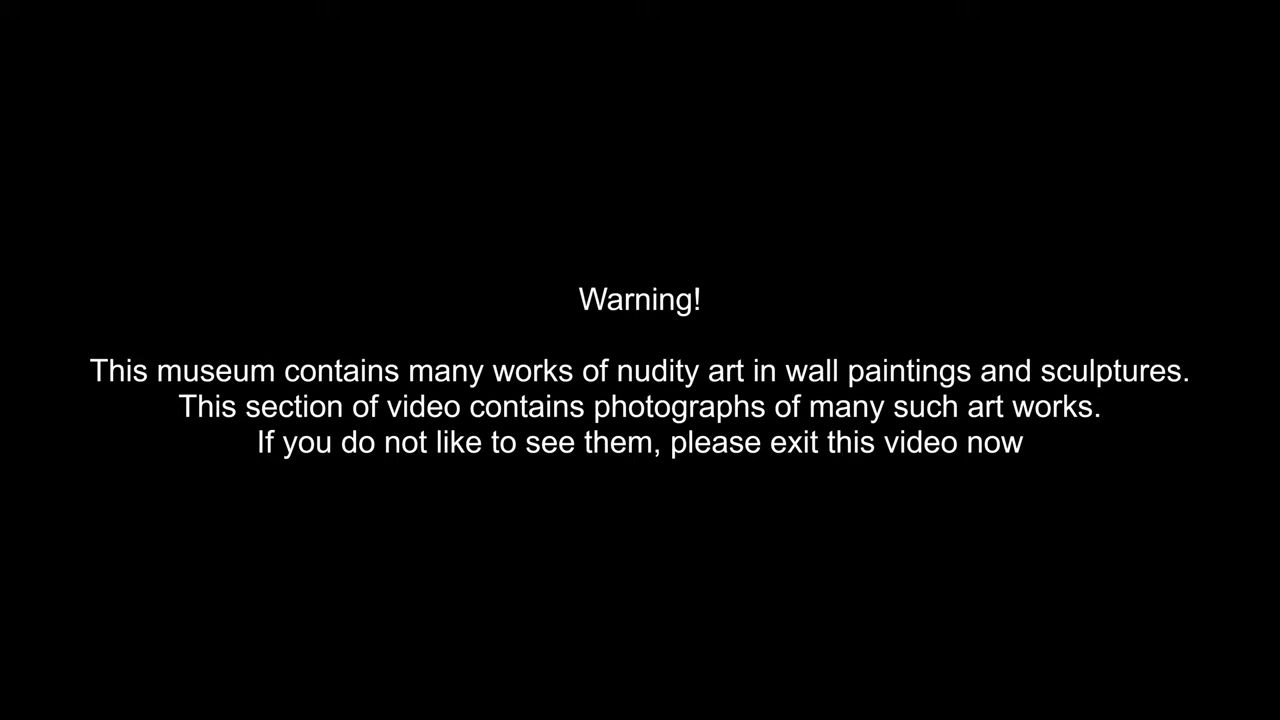 Warning!
This museum contains many works of nudity art in wall paintings and sculptures.
This section of video contains photographs of many such art works.
If you do not like to see them, please exit this video now